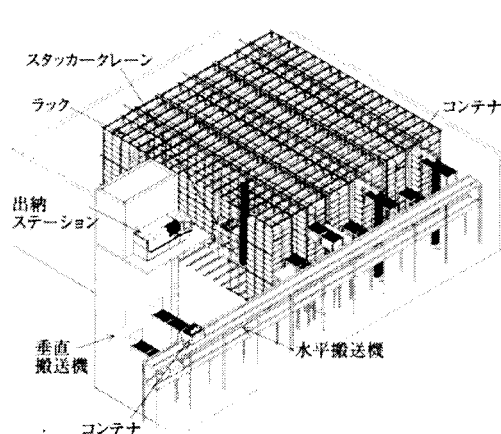 スタッカークレーン
ラック
コンテナ
出納
ステーション
垂直
搬送機
水平搬送機
コンテナ